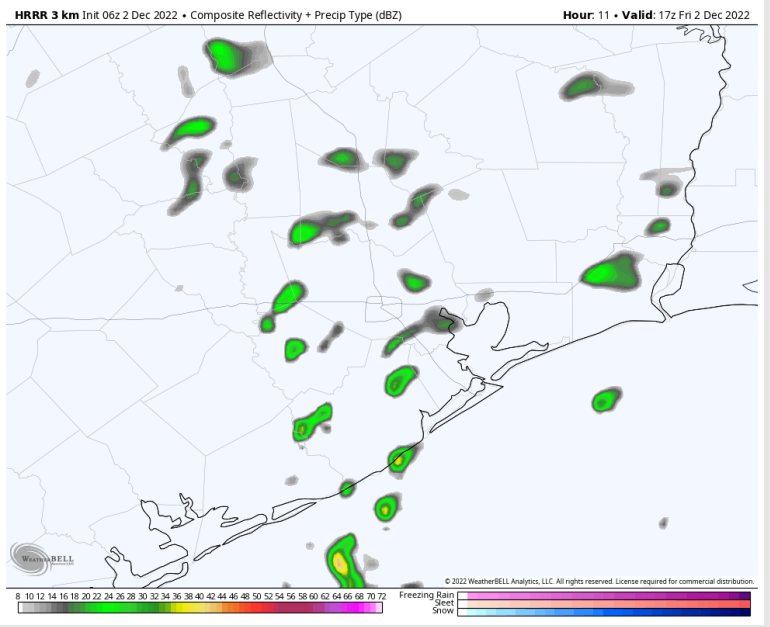 HRRR 3 km Init 06z 2 Dec 2022 • Composite Reflectivity + Precip Type (dBZ)
Hour: 11 • Valid: 17z Fri 2 Dec 2022
WEATHERBELL
© 2022 WeatherBELL Analytics, LLC. All rights reserved. License required for commercial distribution.
8 10 12 14 16 18 20 22 24 26 28 30 32 34 36 38 40 42 44 46 48 50 52 54 56 58 60 62 64 66 68 70 72
Freezing Rain
Sleet
Snow